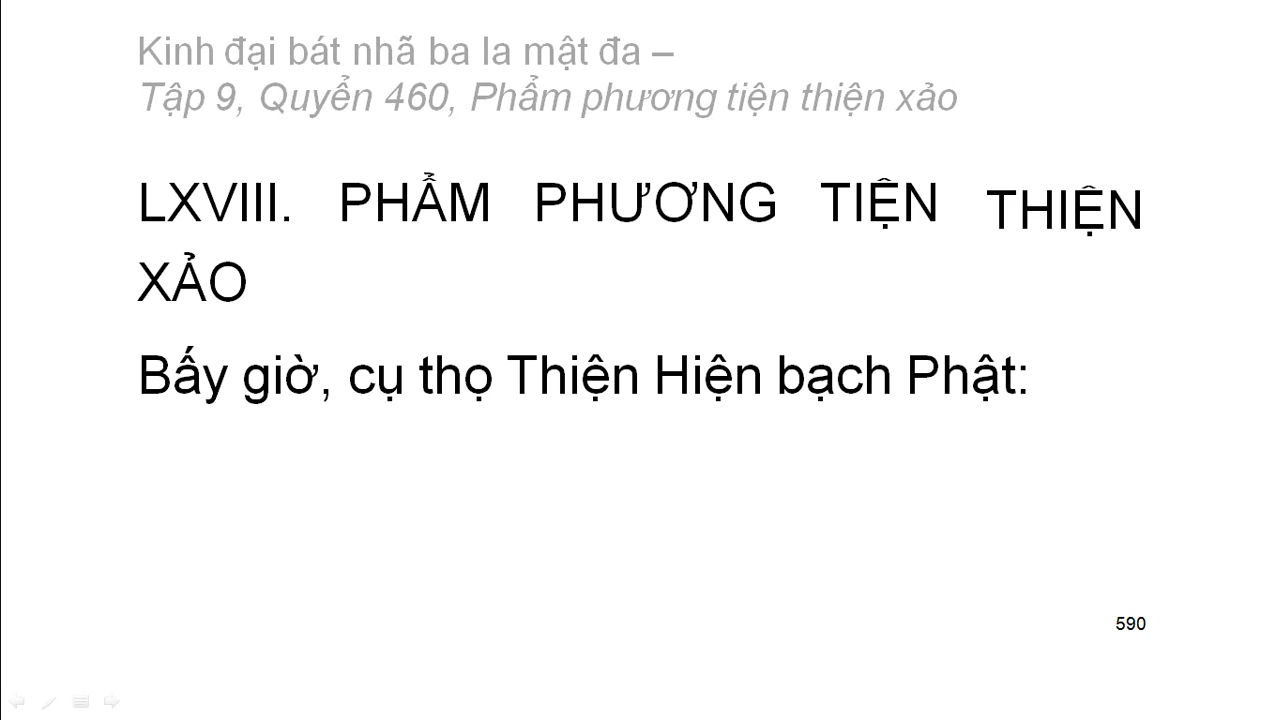 Kinh đại bát nhã ba la mật đa –
Tập 9, Quyển 460, Phẩm phương tiện thiện xảo
LXVIII. PHẨM PHƯƠNG TIỆN THIỆN
XẢO
Bấy giờ, cụ thọ Thiện Hiện bạch Phật:
590